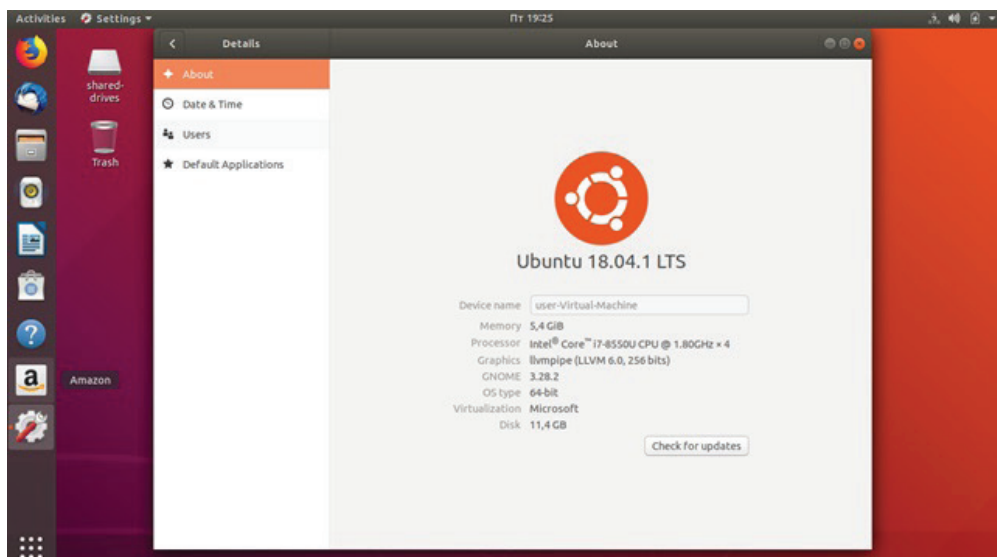 Activities Settings Пт 19:25
Details About
About
Date & Time
Users
Default Applications
shared-
drives
Trash
Amazon
Ubuntu 18.04.1 LTS
Device name user-Virtual-Machine
Memory 5,4 GiB
Processor Intel® Core™ i7-8550U CPU @ 1.80GHz × 4
Graphics llvmpipe (LLVM 6.0, 256 bits)
GNOME 3.28.2
OS type 64-bit
Virtualization Microsoft
Disk 11,4 GB
Check for updates